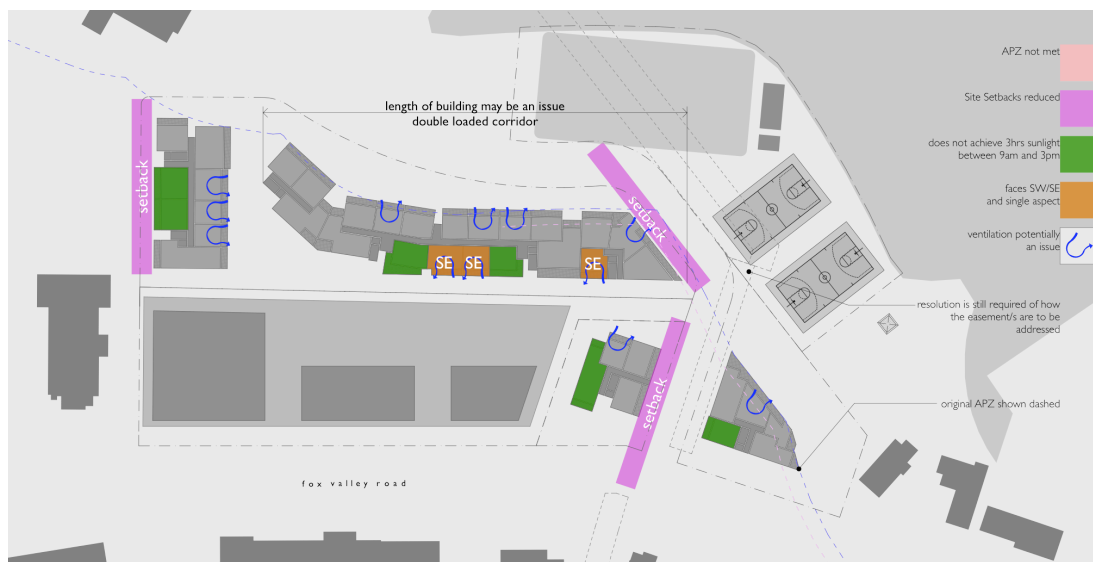 APZ not met
Site Setbacks reduced
length of building may be an issue
double loaded corridor
does not achieve 3hrs sunlight
between 9am and 3pm
setback
faces SW/SE
and single aspect
setback
ventilation potentially
an issue
SE SE
SE
resolution is still required of how
the easement/s are to be
addressed
setback
original APZ shown dashed
fox valley road